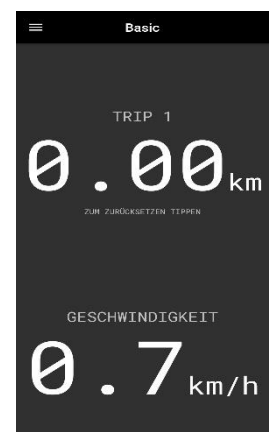 Basic
TRIP 1
0.00km
ZUM ZURÜCKSETZEN TIPPEN
GESCHWINDIGKEIT
0.7km/h